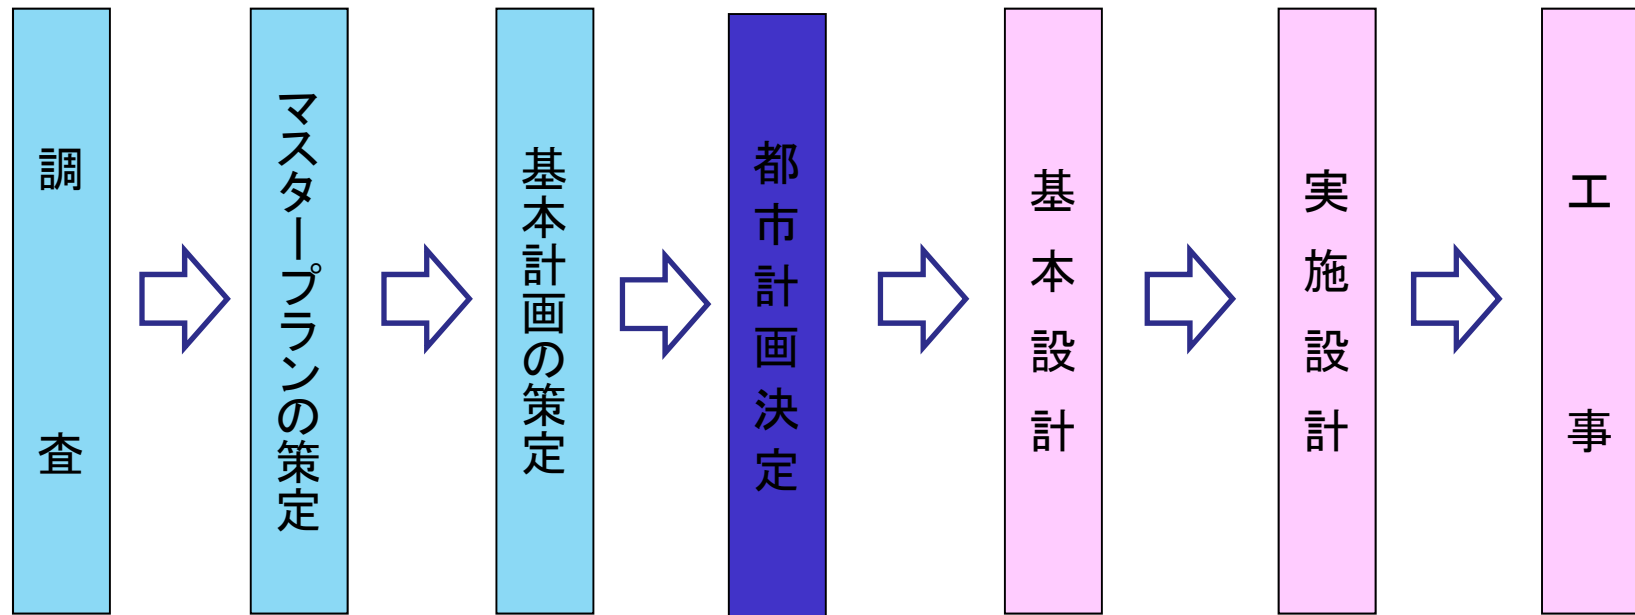 調査
マスタープランの策定
基本計画の策定
都市計画決定
基本設計
実施設計
工事